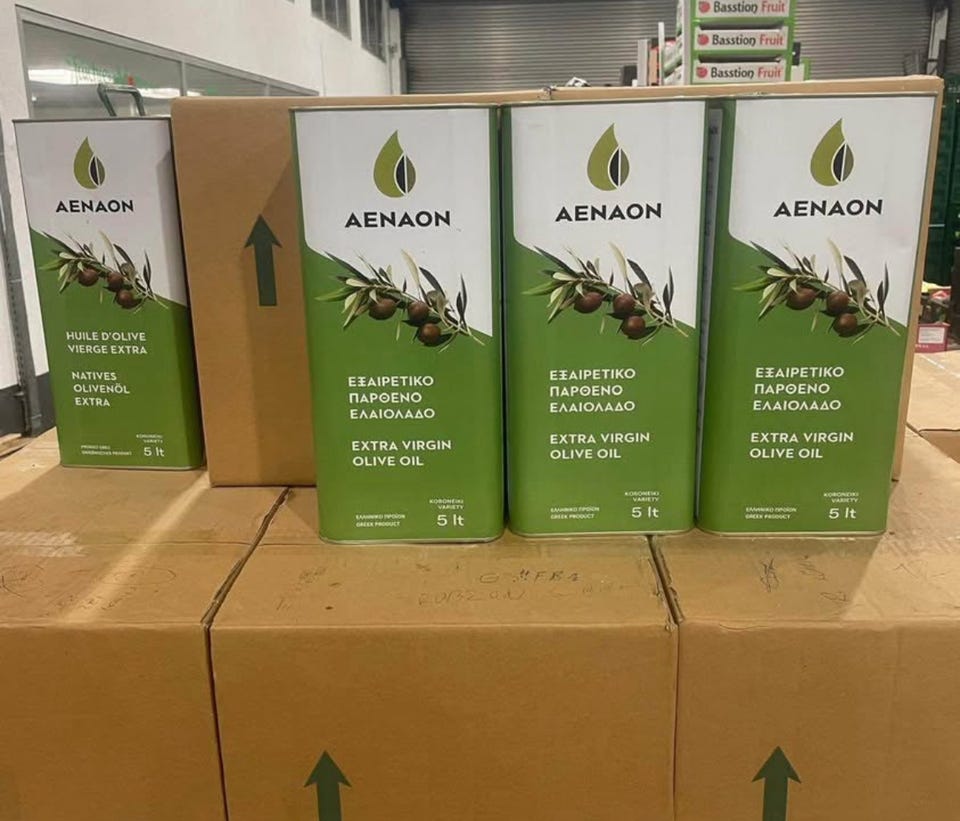 Basstion Fruit
Basstion Fruit
Basstion Fruit
AENAON
HUILE D'OLIVE
VIERGE EXTRA
NATIVES
OLIVENÖL
EXTRA
KORONEIKI
VARIETY
5 lt
AENAON
ΕΞΑΙΡΕΤΙΚΟ
ΠΑΡΘΕΝΟ
ΕΛΑΙΟΛΑΔΟ
EXTRA VIRGIN
OLIVE OIL
KORONEIKI
VARIETY
ΕΛΛΗΝΙΚΟ ΠΡΟΪΟΝ
GREEK PRODUCT
5 lt
AENAON
ΕΞΑΙΡΕΤΙΚΟ
ΠΑΡΘΕΝΟ
ΕΛΑΙΟΛΑΔΟ
EXTRA VIRGIN
OLIVE OIL
KORONEIKI
VARIETY
ΕΛΛΗΝΙΚΟ ΠΡΟΪΟΝ
GREEK PRODUCT
5 lt
AENAON
ΕΞΑΙΡΕΤΙΚΟ
ΠΑΡΘΕΝΟ
ΕΛΑΙΟΛΑΔΟ
EXTRA VIRGIN
OLIVE OIL
KORONEIKI
VARIETY
ΕΛΛΗΝΙΚΟ ΠΡΟΪΟΝ
GREEK PRODUCT
5 lt